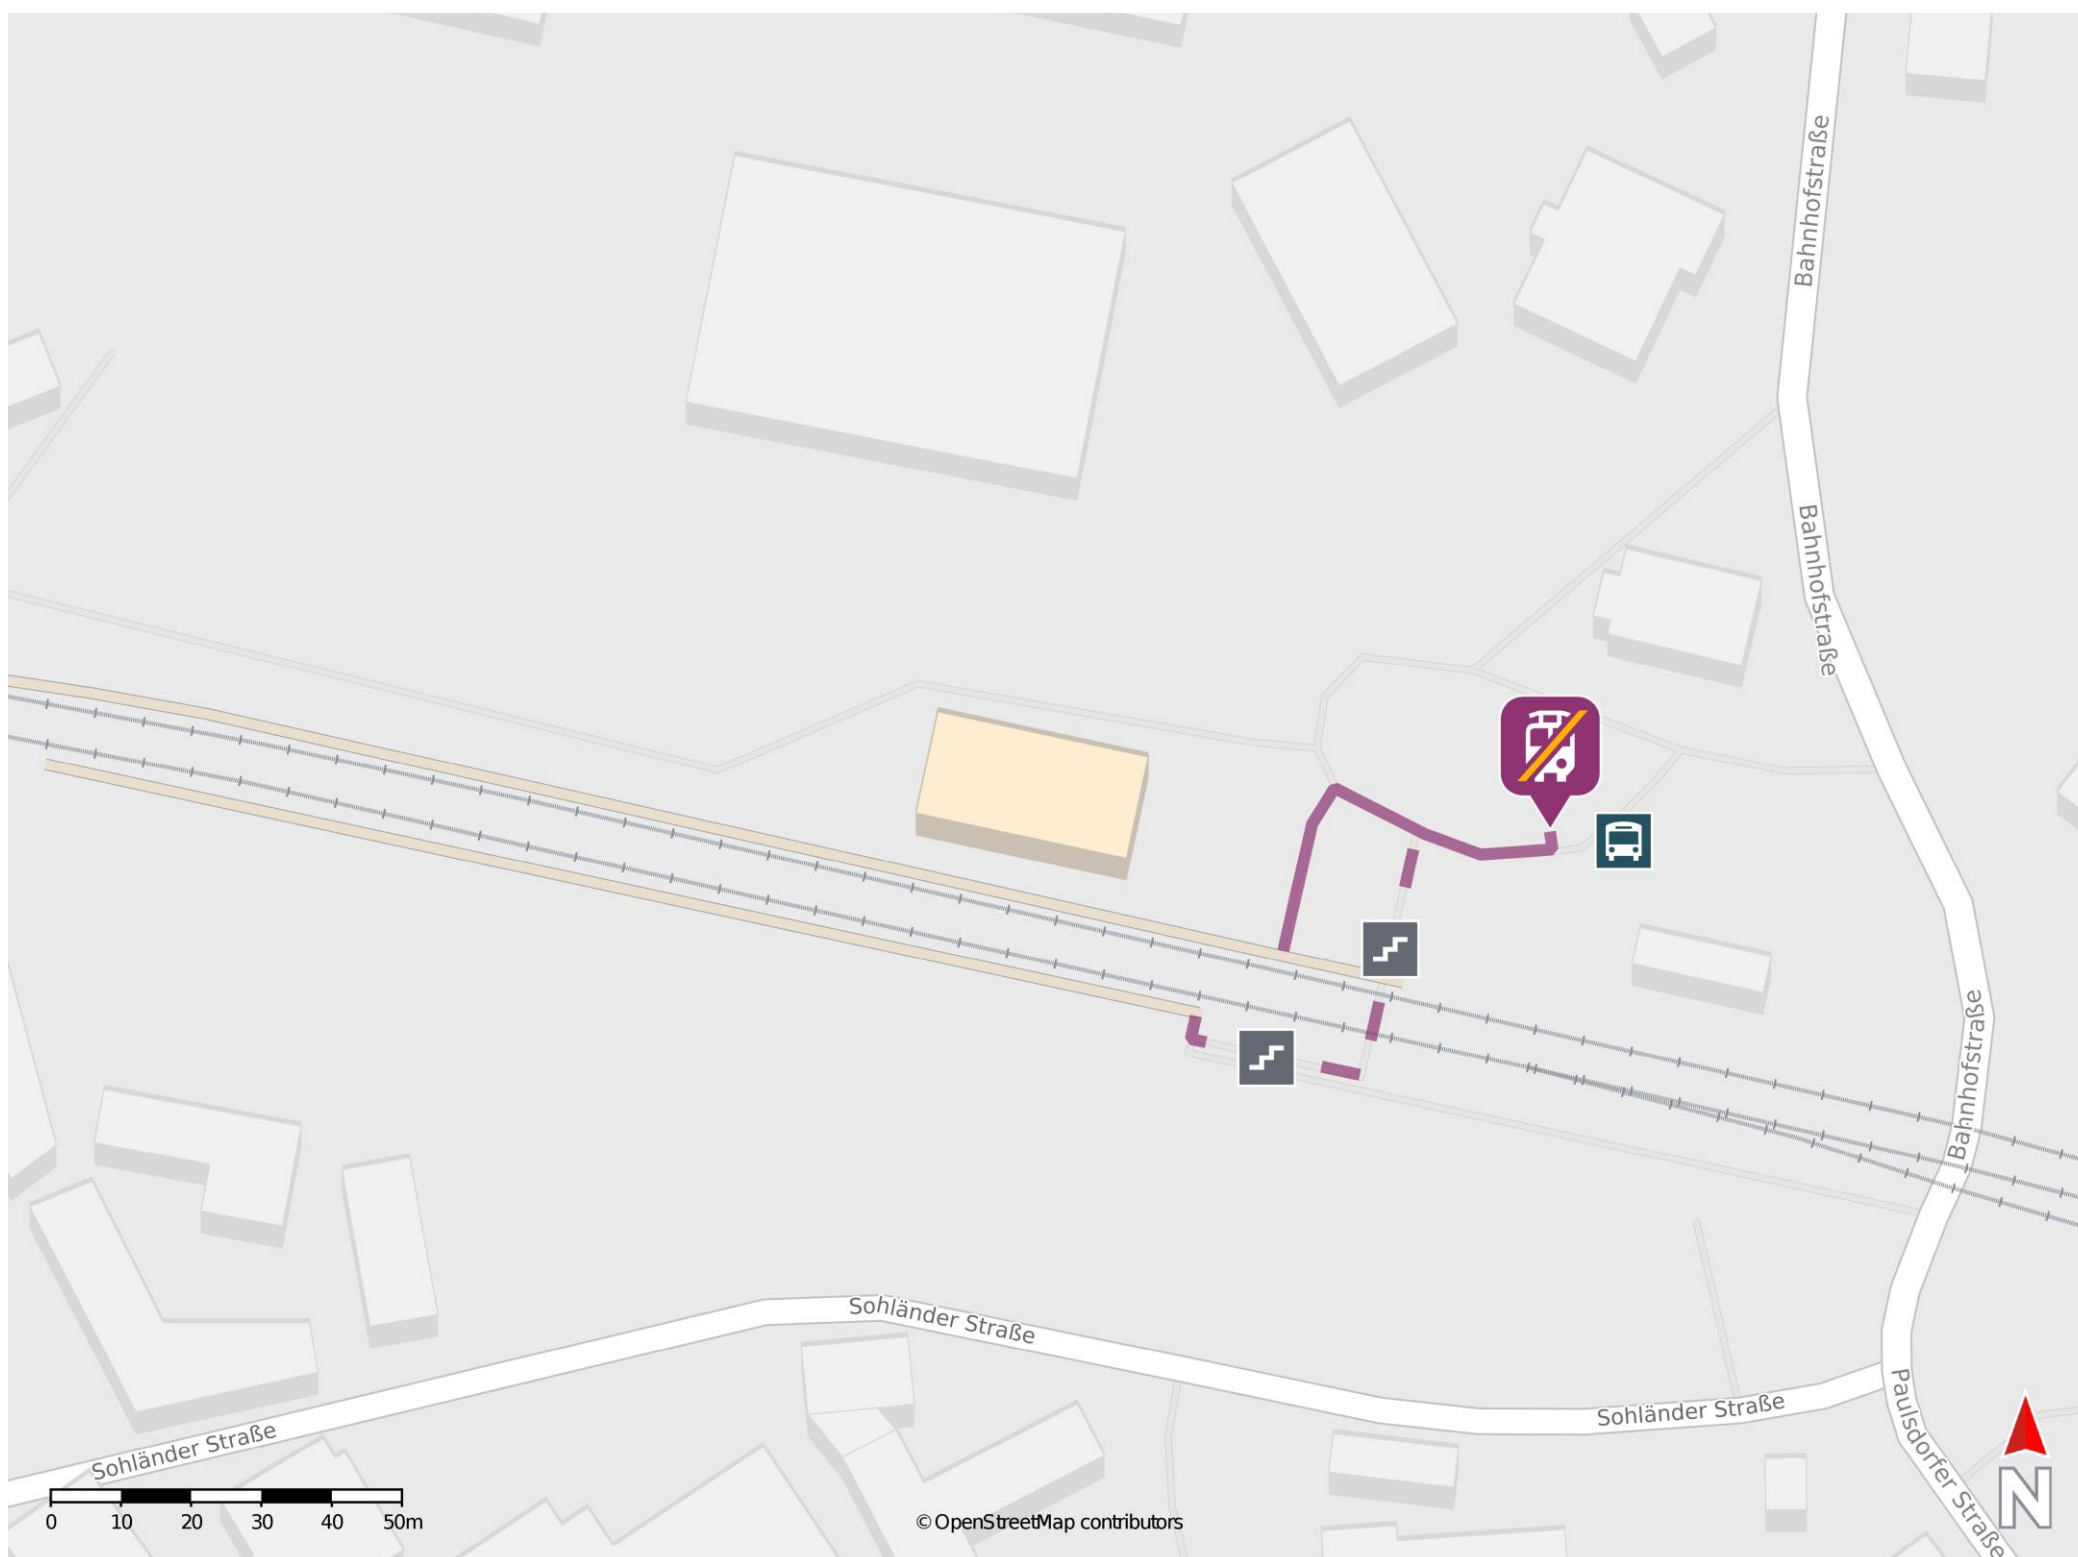 Bahnhofstraße
Bahnhofstraße
Bahnhofstraße
Sohländer Straße
Sohländer Straße
Sohländer Straße
Paulsdorfer Straße
0 10 20 30 40 50m
© OpenStreetMap contributors
N